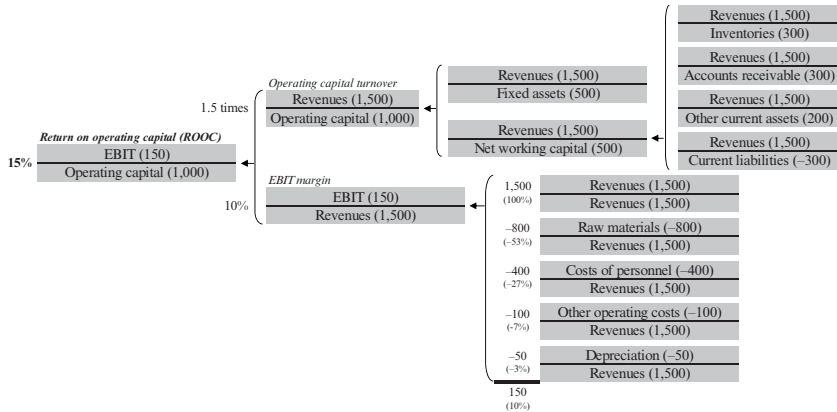 Revenues (1,500)
Inventories (300)
Revenues (1,500)
Accounts receivable (300)
Revenues (1,500)
Other current assets (200)
Revenues (1,500)
Current liabilities (–300)
Revenues (1,500)
Fixed assets (500)
Revenues (1,500)
Net working capital (500)
Operating capital turnover
1.5 times
Revenues (1,500)
Operating capital (1,000)
Return on operating capital (ROOC)
15%
EBIT (150)
Operating capital (1,000)
EBIT margin
10%
EBIT (150)
Revenues (1,500)
1,500
(100%)
Revenues (1,500)
Revenues (1,500)
–800
(–53%)
Raw materials (–800)
Revenues (1,500)
–400
(–27%)
Costs of personnel (–400)
Revenues (1,500)
–100
(-7%)
Other operating costs (–100)
Revenues (1,500)
–50
(–3%)
Depreciation (–50)
Revenues (1,500)
150
(10%)